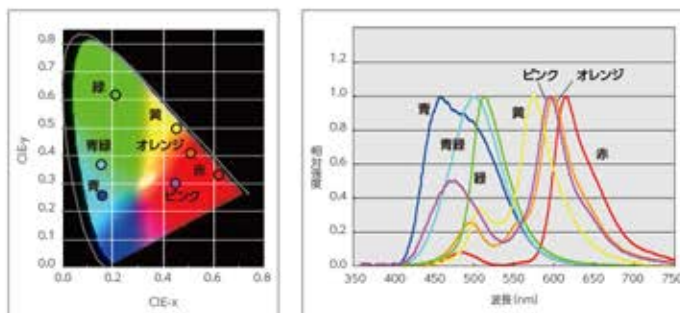 0.8
0.7
0.6
0.5
0.4
0.3
0.2
0.1
0.0
CIE-y
緑
黄
オレンジ
青緑
赤
青
ピンク
0.0
0.2
0.4
0.6
0.8
CIE-x
1.2
1.0
0.8
0.6
0.4
0.2
0.0
相対強度
ピンク
オレンジ
青
黄
青緑
赤
緑
350
400
450
500
550
600
650
700
750
波長(nm)